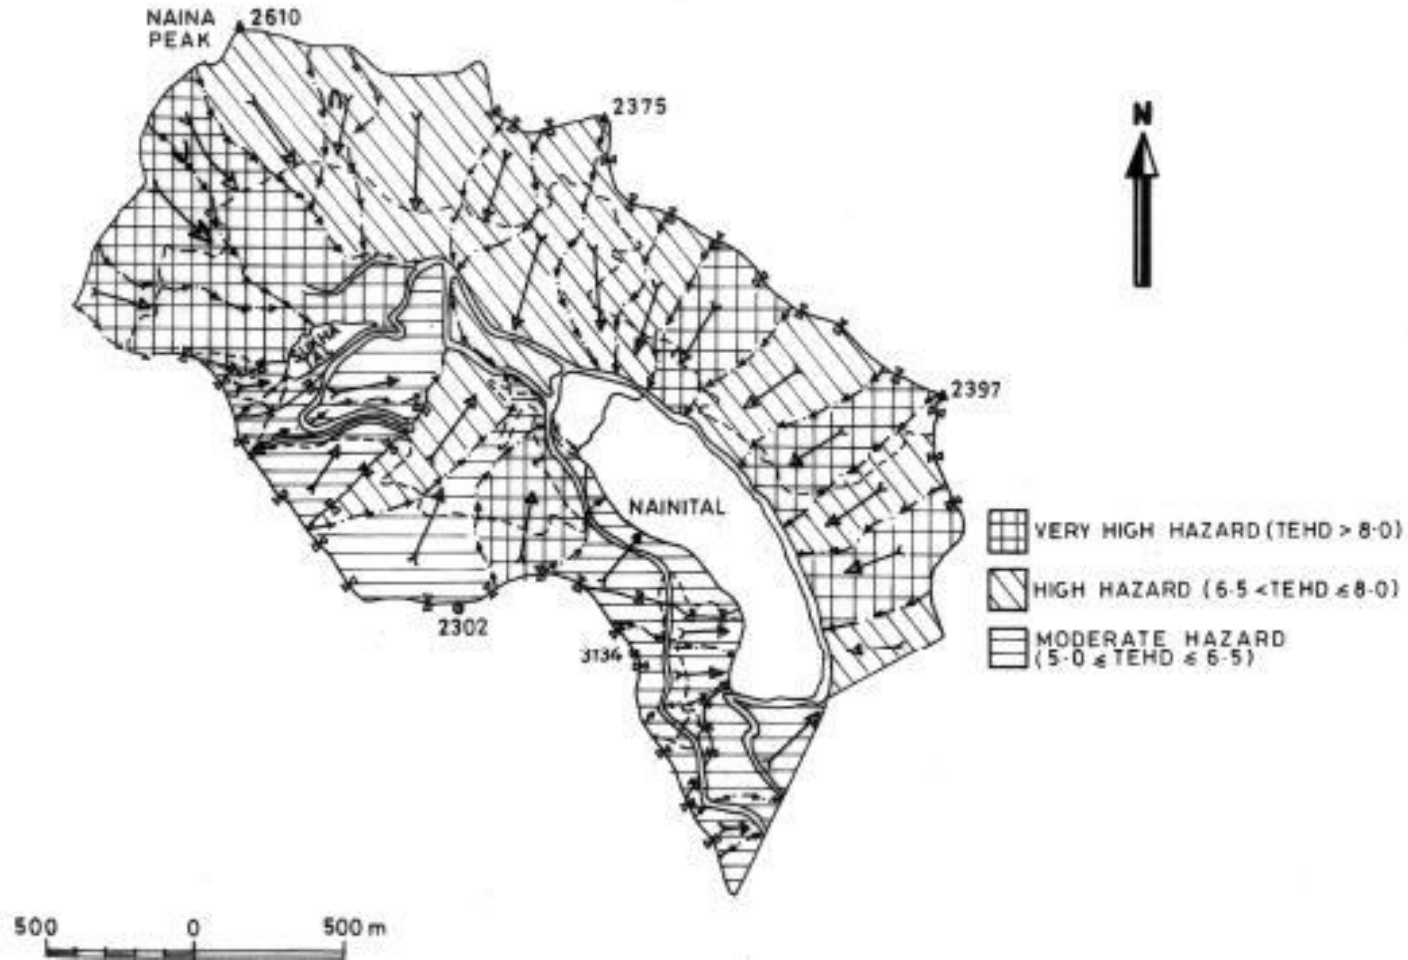 NAINA
PEAK
2610
2375
N
2397
NAINITAL
VERY HIGH HAZARD (TEHD > 8·0)
HIGH HAZARD (6·5 < TEHD ≤ 8·0)
MODERATE HAZARD
(5·0 ≤ TEHD ≤ 6·5)
2302
3134
500 0 500 m